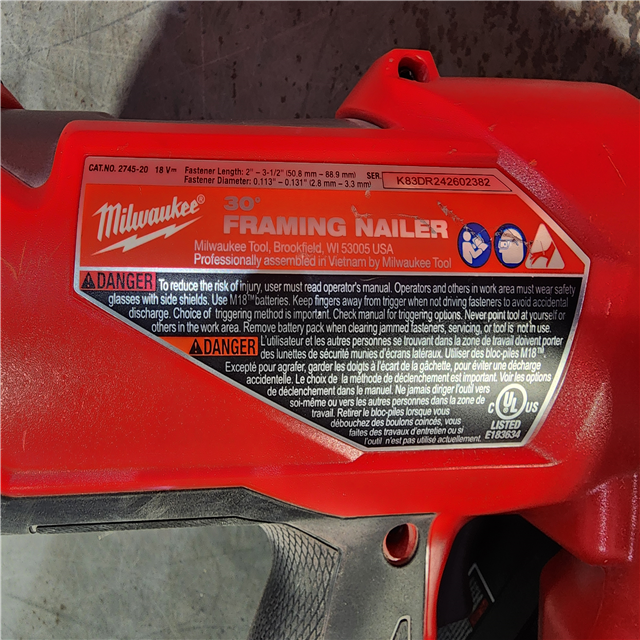 CAT.NO. 2745-20 18 V⎓ Fastener Length: 2" – 3-1/2" (50.8 mm – 88.9 mm) SER. K83DR242602382
Fastener Diameter: 0.113" – 0.131" (2.8 mm – 3.3 mm)
Milwaukee®
30°
FRAMING NAILER
Milwaukee Tool, Brookfield, WI 53005 USA
Professionally assembled in Vietnam by Milwaukee Tool
DANGER To reduce the risk of injury, user must read operator's manual. Operators and others in work area must wear safety
glasses with side shields. Use M18™ batteries. Keep fingers away from trigger when not driving fasteners to avoid accidental
discharge. Choice of triggering method is important. Check manual for triggering options. Never point tool at yourself or
others in the work area. Remove battery pack when clearing jammed fasteners, servicing, or tool is not in use.
DANGER L'utilisateur et les autres personnes se trouvant dans la zone de travail doivent porter
des lunettes de sécurité munies d'écrans latéraux. Utiliser des bloc-piles M18™
Excepté pour agrafer, garder les doigts à l'écart de la gâchette, pour éviter une décharge
accidentelle. Le choix de la méthode de déclenchement est important. Voir les options
de déclenchement dans le manuel. Ne jamais diriger l'outil vers
soi-même ou vers les autres personnes dans la zone de
travail. Retirer le bloc-piles lorsque vous
débouchez des boulons coincés, vous
faites des travaux d'entretien ou si
l'outil n'est pas utilisé actuellement.
C UL US
LISTED
E183634